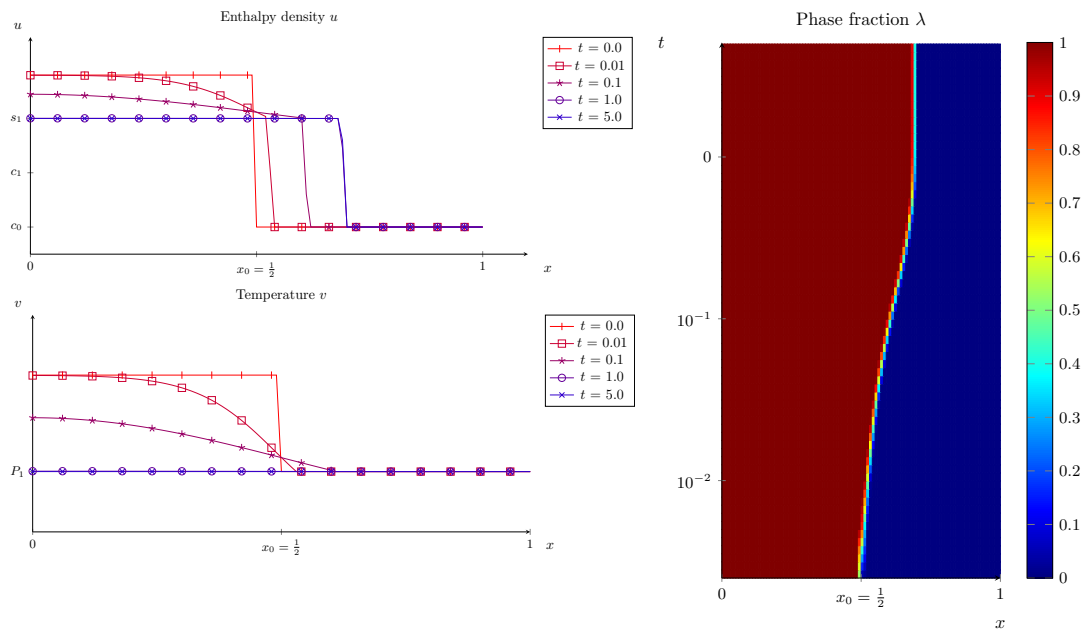 Enthalpy density u
u
s₁
c₁
c₀
0
x₀ = 1/2
1
x
t = 0.0
t = 0.01
t = 0.1
t = 1.0
t = 5.0
Temperature v
v
P₁
0
x₀ = 1/2
1
x
t = 0.0
t = 0.01
t = 0.1
t = 1.0
t = 5.0
Phase fraction λ
t
0
10⁻¹
10⁻²
0
x₀ = 1/2
1
x
1
0.9
0.8
0.7
0.6
0.5
0.4
0.3
0.2
0.1
0